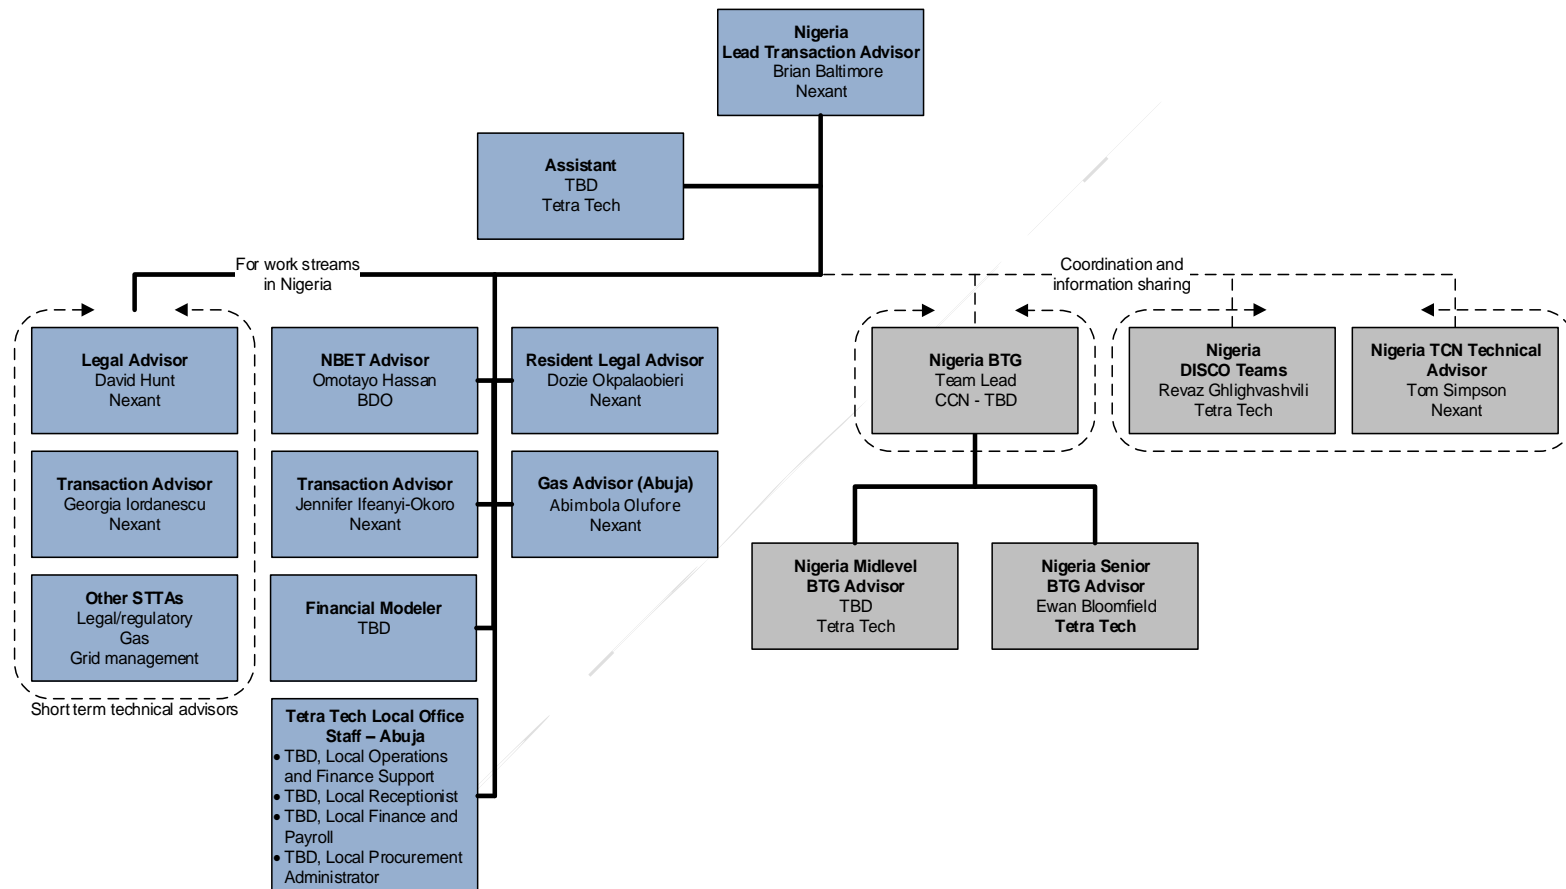 Nigeria
Lead Transaction Advisor
Brian Baltimore
Nexant
Assistant
TBD
Tetra Tech
For work streams
in Nigeria
Coordination and
information sharing
Legal Advisor
David Hunt
Nexant
NBET Advisor
Omotayo Hassan
BDO
Resident Legal Advisor
Dozie Okpalaobieri
Nexant
Nigeria BTG
Team Lead
CCN - TBD
Nigeria
DISCO Teams
Revaz Ghlighvashvili
Tetra Tech
Nigeria TCN Technical
Advisor
Tom Simpson
Nexant
Transaction Advisor
Georgia Iordanescu
Nexant
Transaction Advisor
Jennifer Ifeanyi-Okoro
Nexant
Gas Advisor (Abuja)
Abimbola Olufore
Nexant
Nigeria Midlevel
BTG Advisor
TBD
Tetra Tech
Nigeria Senior
BTG Advisor
Ewan Bloomfield
Tetra Tech
Other STTAs
Legal/regulatory
Gas
Grid management
Financial Modeler
TBD
Short term technical advisors
Tetra Tech Local Office
Staff – Abuja
• TBD, Local Operations
and Finance Support
• TBD, Local Receptionist
• TBD, Local Finance and
Payroll
• TBD, Local Procurement
Administrator